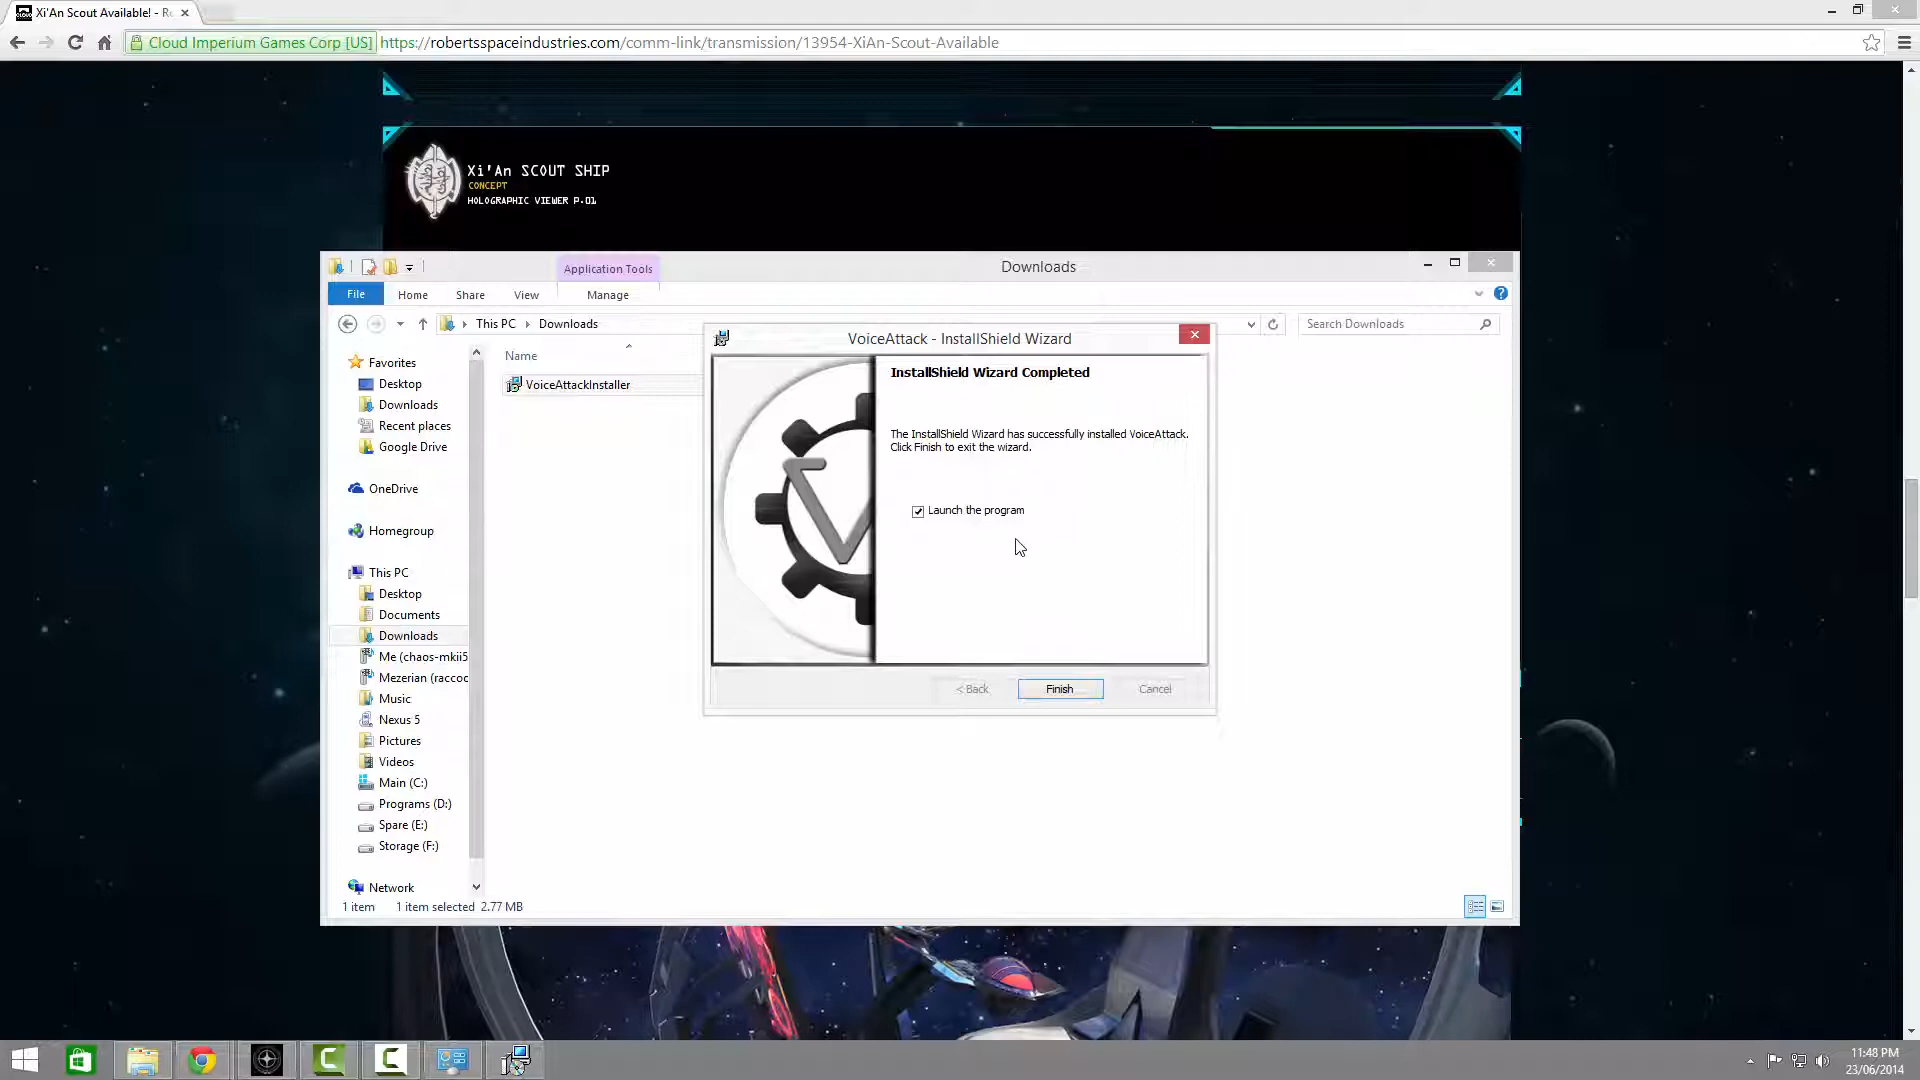 Xi'An Scout Available! - R
Cloud Imperium Games Corp [US]
https://robertsspaceindustries.com/comm-link/transmission/13954-XiAn-Scout-Available
Xi'An SCOUT SHIP
CONCEPT
HOLOGRAPHIC VIEWER P.01
Application Tools
Downloads
File
Home
Share
View
Manage
This PC
Downloads
Search Downloads
Name
VoiceAttackInstaller
VoiceAttack - InstallShield Wizard
InstallShield Wizard Completed
The InstallShield Wizard has successfully installed VoiceAttack.
Click Finish to exit the wizard.
Launch the program
< Back
Finish
Cancel
Favorites
Desktop
Downloads
Recent places
Google Drive
OneDrive
Homegroup
This PC
Desktop
Documents
Downloads
Me (chaos-mkii5
Mezerian (raccoc
Music
Nexus 5
Pictures
Videos
Main (C:)
Programs (D:)
Spare (E:)
Storage (F:)
Network
1 item
1 item selected 2.77 MB
11:48 PM
23/06/2014